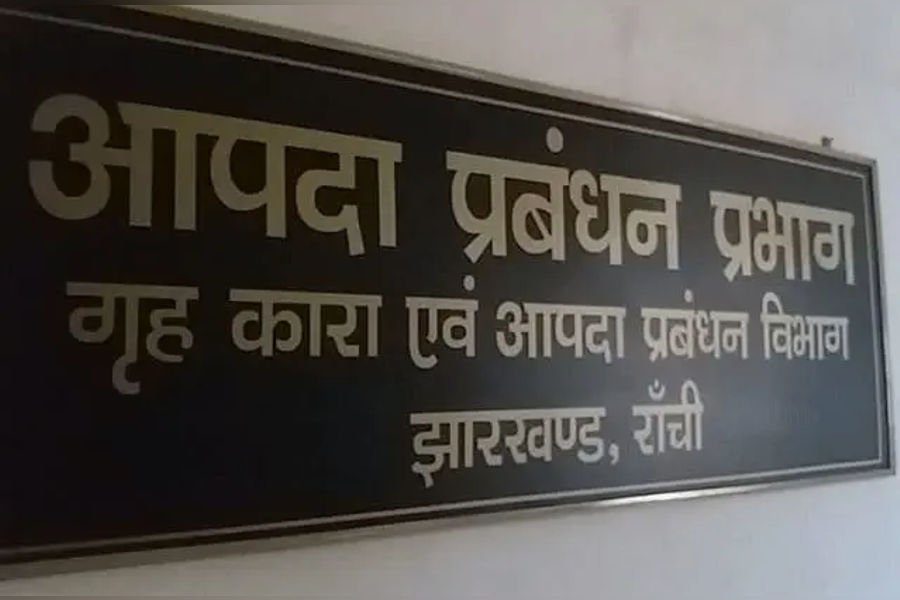 आपदा प्रबंधन प्रभाग
गृह कारा एवं आपदा प्रबंधन विभाग
झारखण्ड, राँची